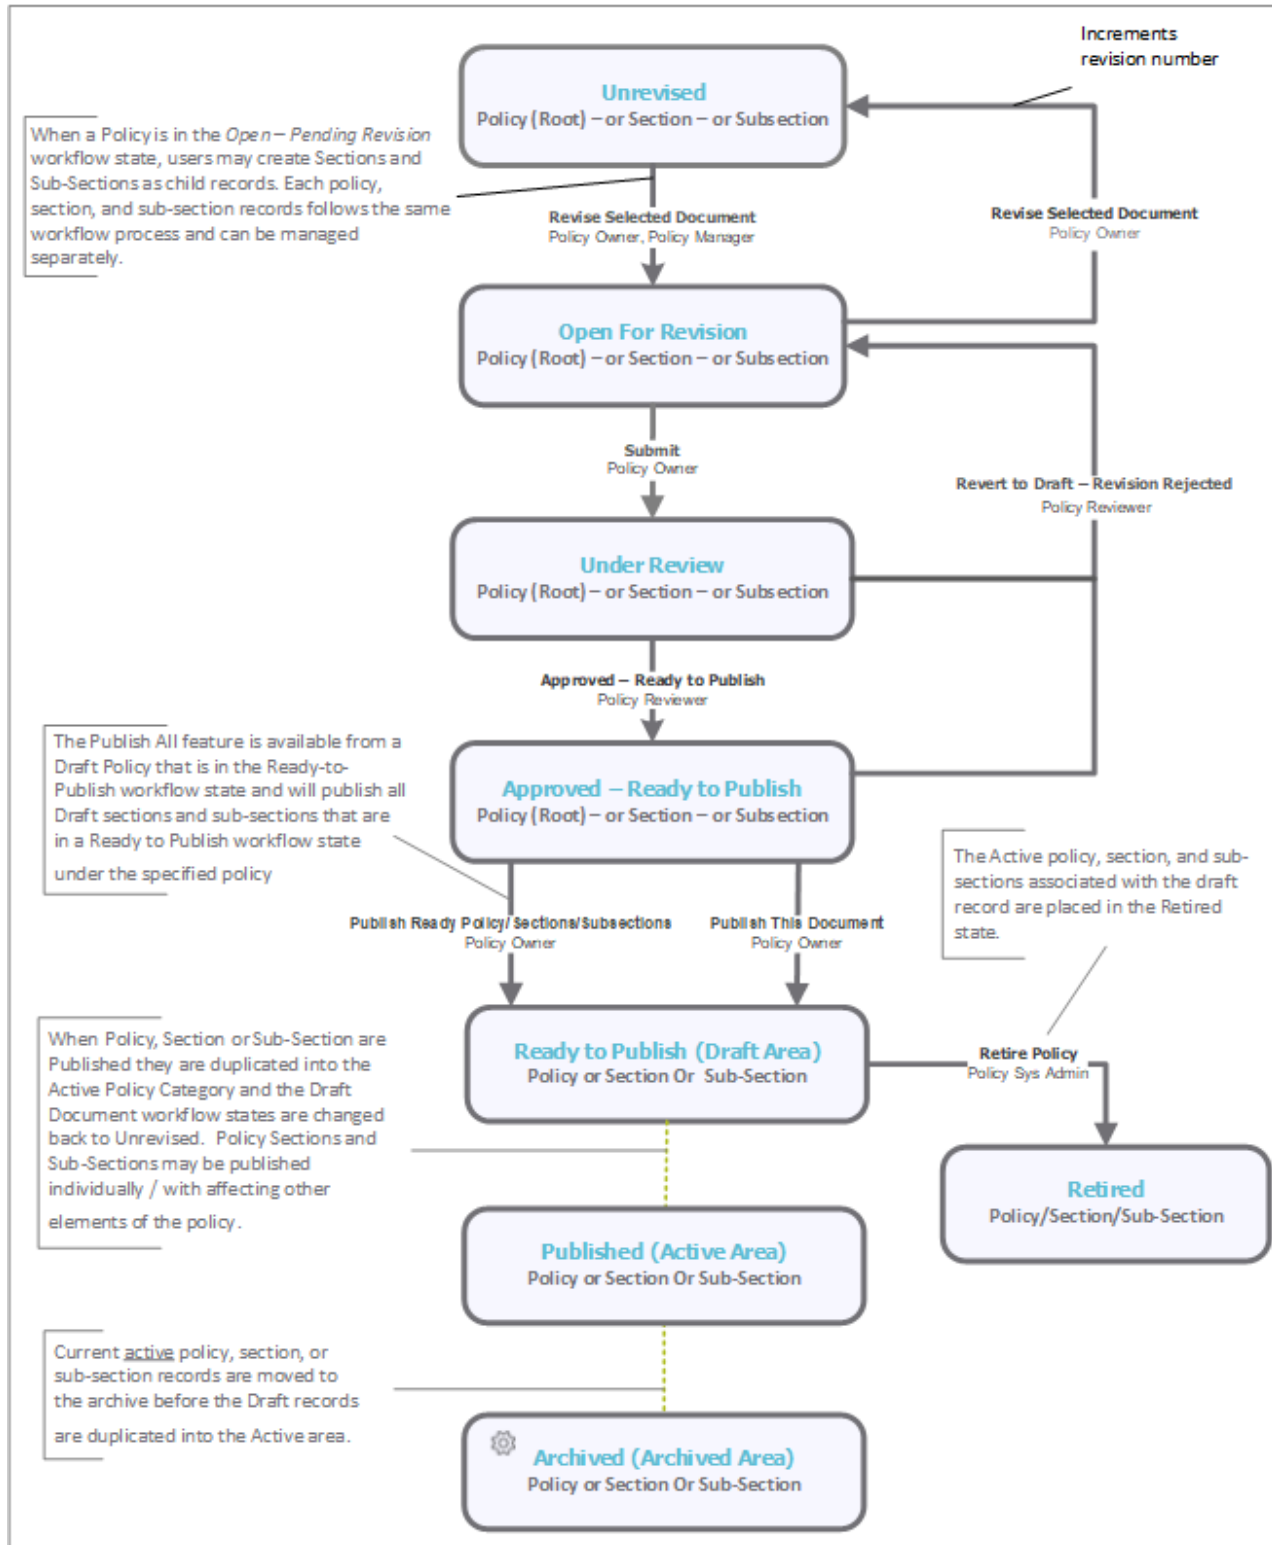 Increments
revision number
Unrevised
Policy (Root) – or Section – or Subsection
When a Policy is in the Open – Pending Revision
workflow state, users may create Sections and
Sub-Sections as child records. Each policy,
section, and sub-section records follows the same
workflow process and can be managed
separately.
Revise Selected Document
Policy Owner, Policy Manager
Revise Selected Document
Policy Owner
Open For Revision
Policy (Root) – or Section – or Subsection
Submit
Policy Owner
Revert to Draft – Revision Rejected
Policy Reviewer
Under Review
Policy (Root) – or Section – or Subsection
Approved – Ready to Publish
Policy Reviewer
The Publish All feature is available from a
Draft Policy that is in the Ready-to-
Publish workflow state and will publish all
Draft sections and sub-sections that are
in a Ready to Publish workflow state
under the specified policy
Approved – Ready to Publish
Policy (Root) – or Section – or Subsection
The Active policy, section, and sub-
sections associated with the draft
record are placed in the Retired
state.
Publish Ready Policy/Sections/Subsections
Policy Owner
Publish This Document
Policy Owner
When Policy, Section or Sub-Section are
Published they are duplicated into the
Active Policy Category and the Draft
Document workflow states are changed
back to Unrevised. Policy Sections and
Sub-Sections may be published
individually / with affecting other
elements of the policy.
Ready to Publish (Draft Area)
Policy or Section Or Sub-Section
Retire Policy
Policy Sys Admin
Retired
Policy/Section/Sub-Section
Published (Active Area)
Policy or Section Or Sub-Section
Current active policy, section, or
sub-section records are moved to
the archive before the Draft records
are duplicated into the Active area.
Archived (Archived Area)
Policy or Section Or Sub-Section